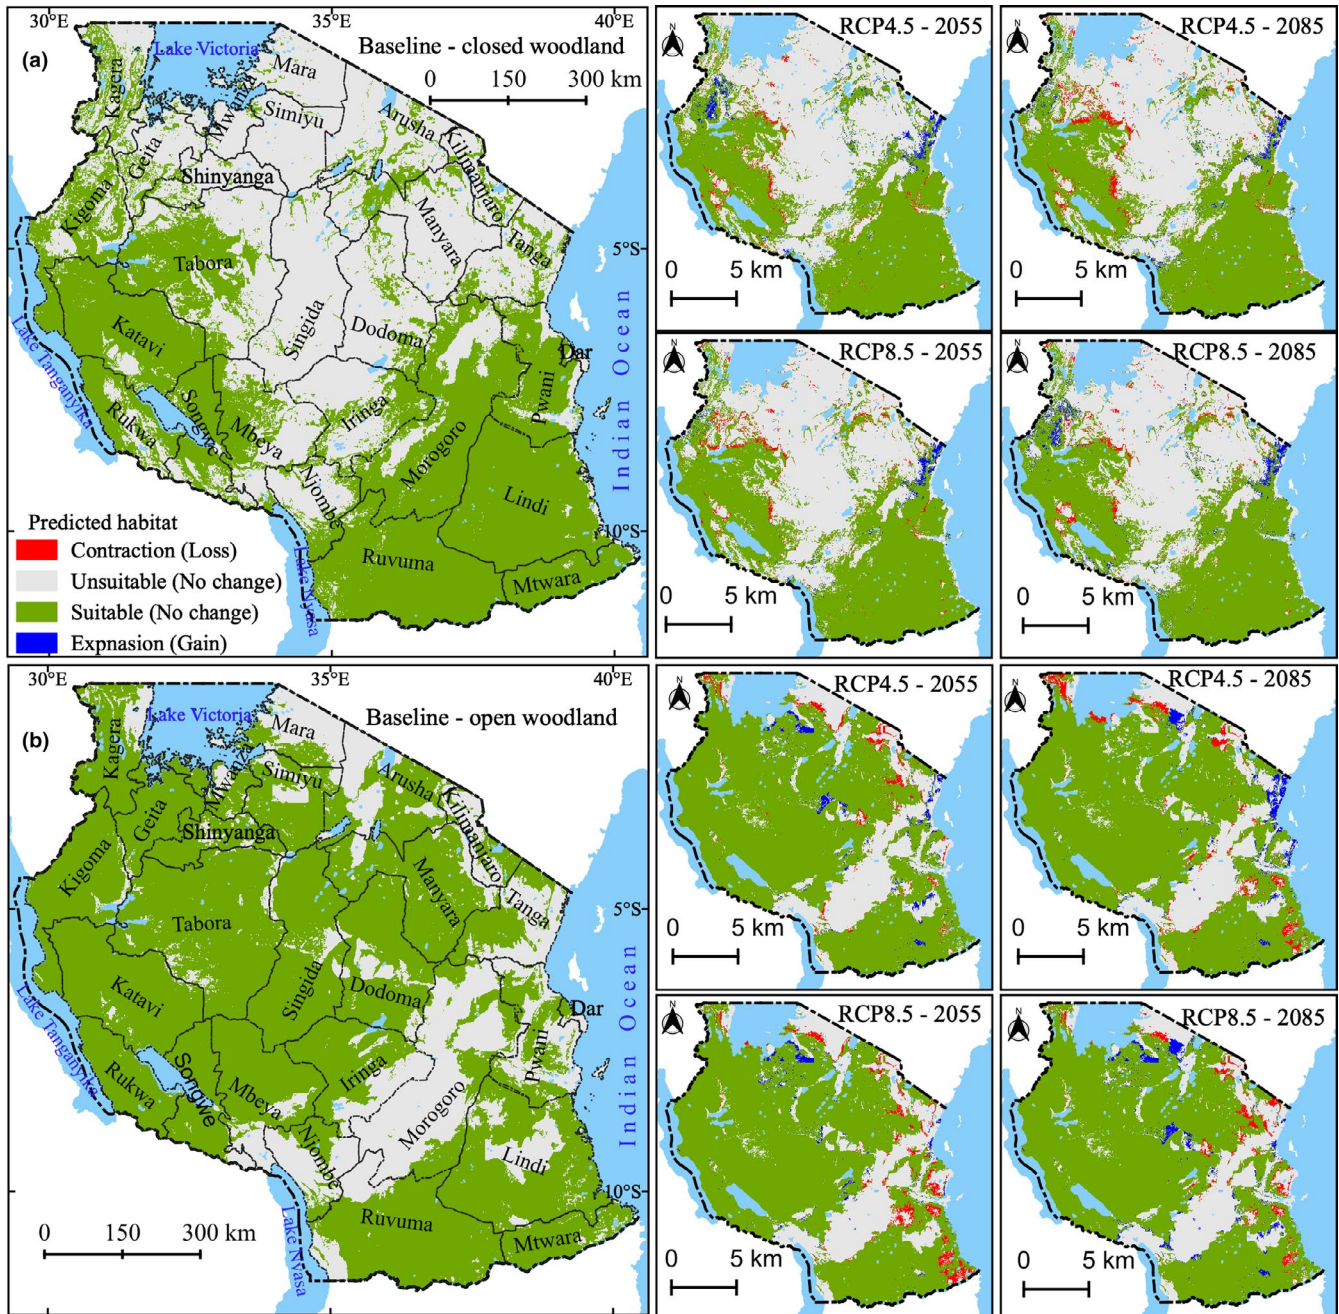 30°E
35°E
40°E
(a)
Lake Victoria
Baseline - closed woodland
0 150 300 km
Mara
Kagera
Mwanza
Simiyu
Arusha
Geita
Shinyanga
Kilimanjaro
Kigoma
Manyara
Tanga
5°S
Tabora
Singida
Dodoma
Katavi
Dar
Lake Tanganyika
Rukwa
Songwe
Mbeya
Iringa
Pwani
Morogoro
Njombe
Lindi
Indian Ocean
10°S
Predicted habitat
Contraction (Loss)
Unsuitable (No change)
Suitable (No change)
Expnasion (Gain)
Ruvuma
Mtwara
Lake Nyasa
N
RCP4.5 - 2055
0 5 km
N
RCP4.5 - 2085
0 5 km
N
RCP8.5 - 2055
0 5 km
N
RCP8.5 - 2085
0 5 km
30°E
35°E
40°E
(b)
Lake Victoria
Baseline - open woodland
Mara
Kagera
Mwanza
Simiyu
Arusha
Geita
Shinyanga
Kilimanjaro
Kigoma
Manyara
Tanga
5°S
Tabora
Singida
Dodoma
Katavi
Dar
Lake Tanganyika
Rukwa
Songwe
Mbeya
Iringa
Pwani
Morogoro
Njombe
Lindi
Indian Ocean
10°S
0 150 300 km
Ruvuma
Mtwara
Lake Nyasa
N
RCP4.5 - 2055
0 5 km
N
RCP4.5 - 2085
0 5 km
N
RCP8.5 - 2055
0 5 km
N
RCP8.5 - 2085
0 5 km